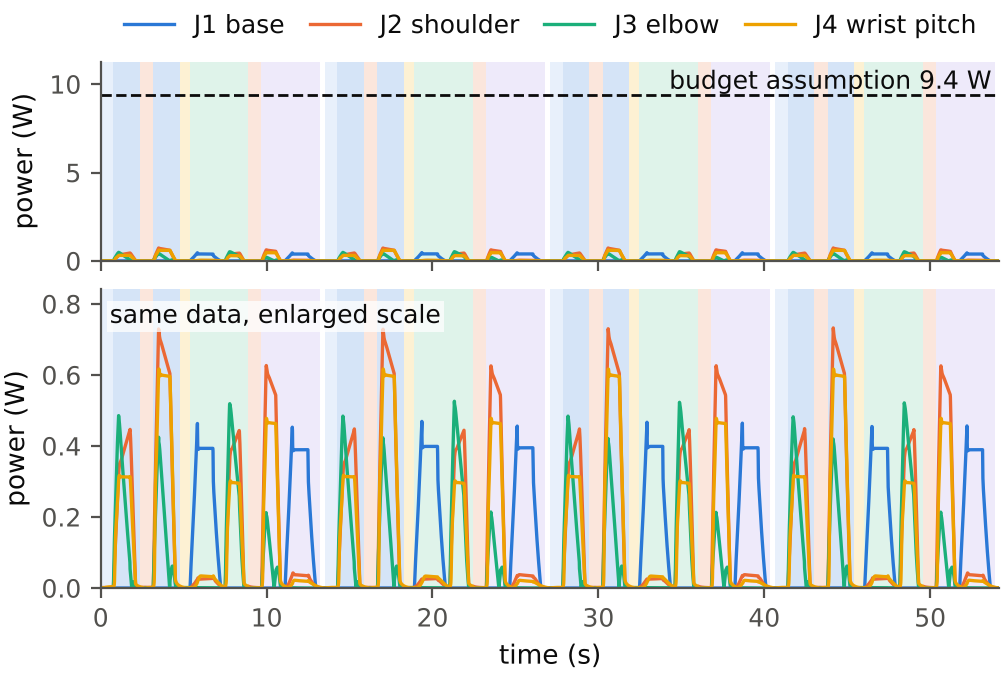 J1 base J2 shoulder J3 elbow J4 wrist pitch
10
5
0
power (W)
budget assumption 9.4 W
0.8
0.6
0.4
0.2
0.0
power (W)
same data, enlarged scale
0 10 20 30 40 50
time (s)